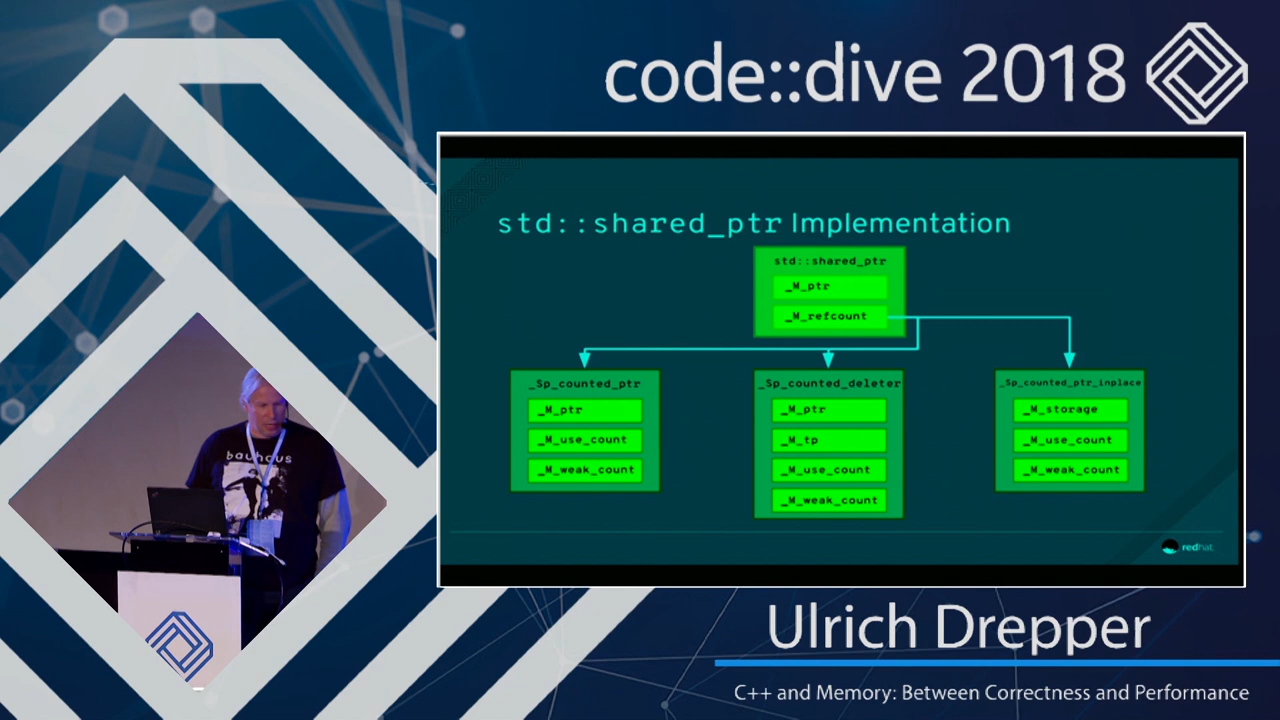 code::dive 2018
std::shared_ptr Implementation
std::shared_ptr
_M_ptr
_M_refcount
_Sp_counted_ptr
_M_ptr
_M_use_count
_M_weak_count
_Sp_counted_deleter
_M_ptr
_M_tp
_M_use_count
_M_weak_count
_Sp_counted_ptr_inplace
_M_storage
_M_use_count
_M_weak_count
redhat
bauhaus
Ulrich Drepper
C++ and Memory: Between Correctness and Performance